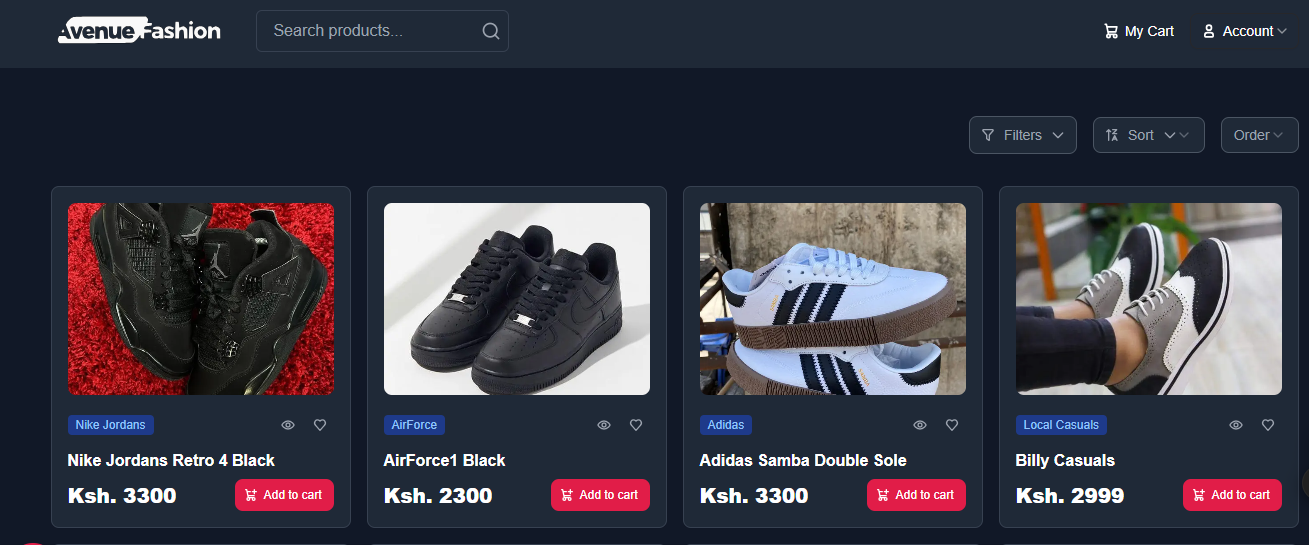 Avenue Fashion
Search products...
My Cart
Account
Filters
Sort
Order
Nike Jordans
AirForce
Adidas
Local Casuals
Nike Jordans Retro 4 Black
AirForce1 Black
Adidas Samba Double Sole
Billy Casuals
Ksh. 3300
Add to cart
Ksh. 2300
Add to cart
Ksh. 3300
Add to cart
Ksh. 2999
Add to cart